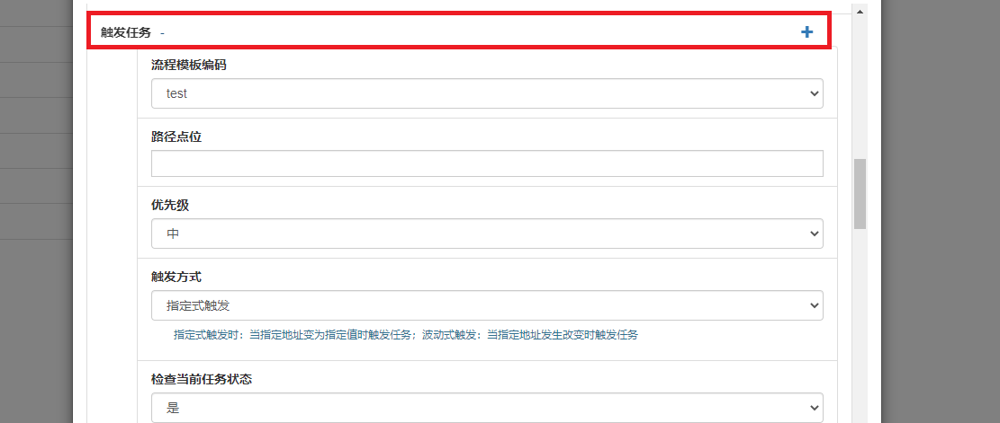 触发任务 -
流程模板编码
test
路径点位
优先级
中
触发方式
指定式触发
指定式触发时：当指定地址变为指定值时触发任务；波动式触发：当指定地址发生改变时触发任务
检查当前任务状态
是